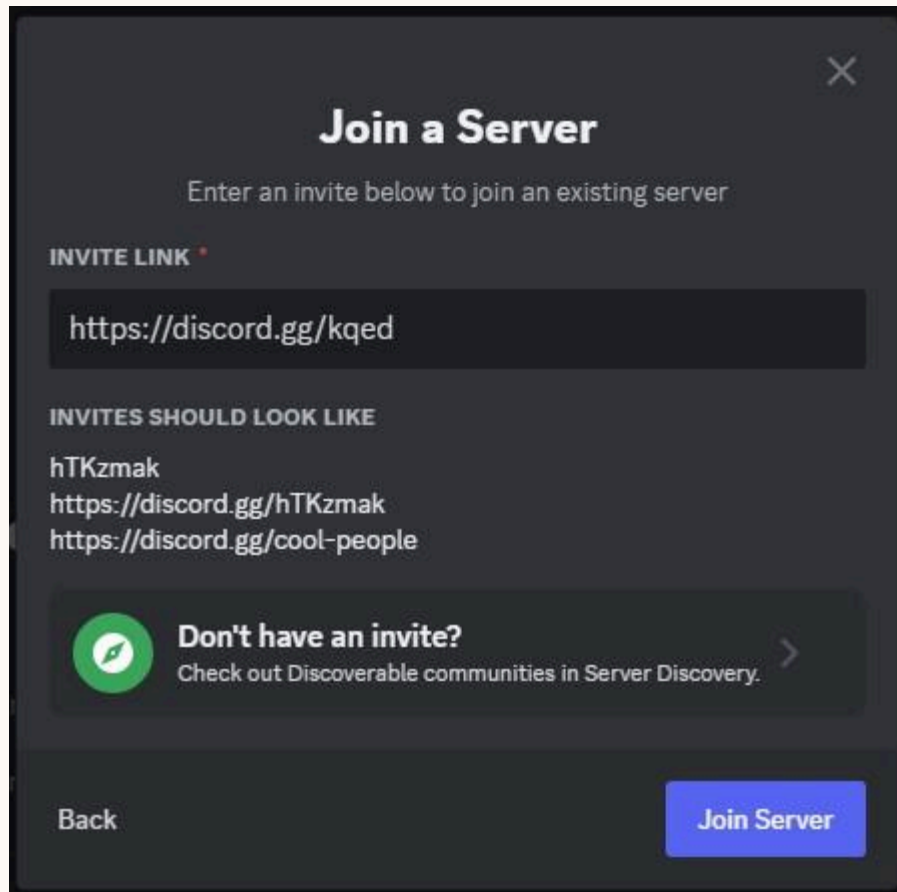 Join a Server
Enter an invite below to join an existing server
INVITE LINK *
https://discord.gg/kqed
INVITES SHOULD LOOK LIKE
hTKzmak
https://discord.gg/hTKzmak
https://discord.gg/cool-people
Don't have an invite?
Check out Discoverable communities in Server Discovery.
Back
Join Server